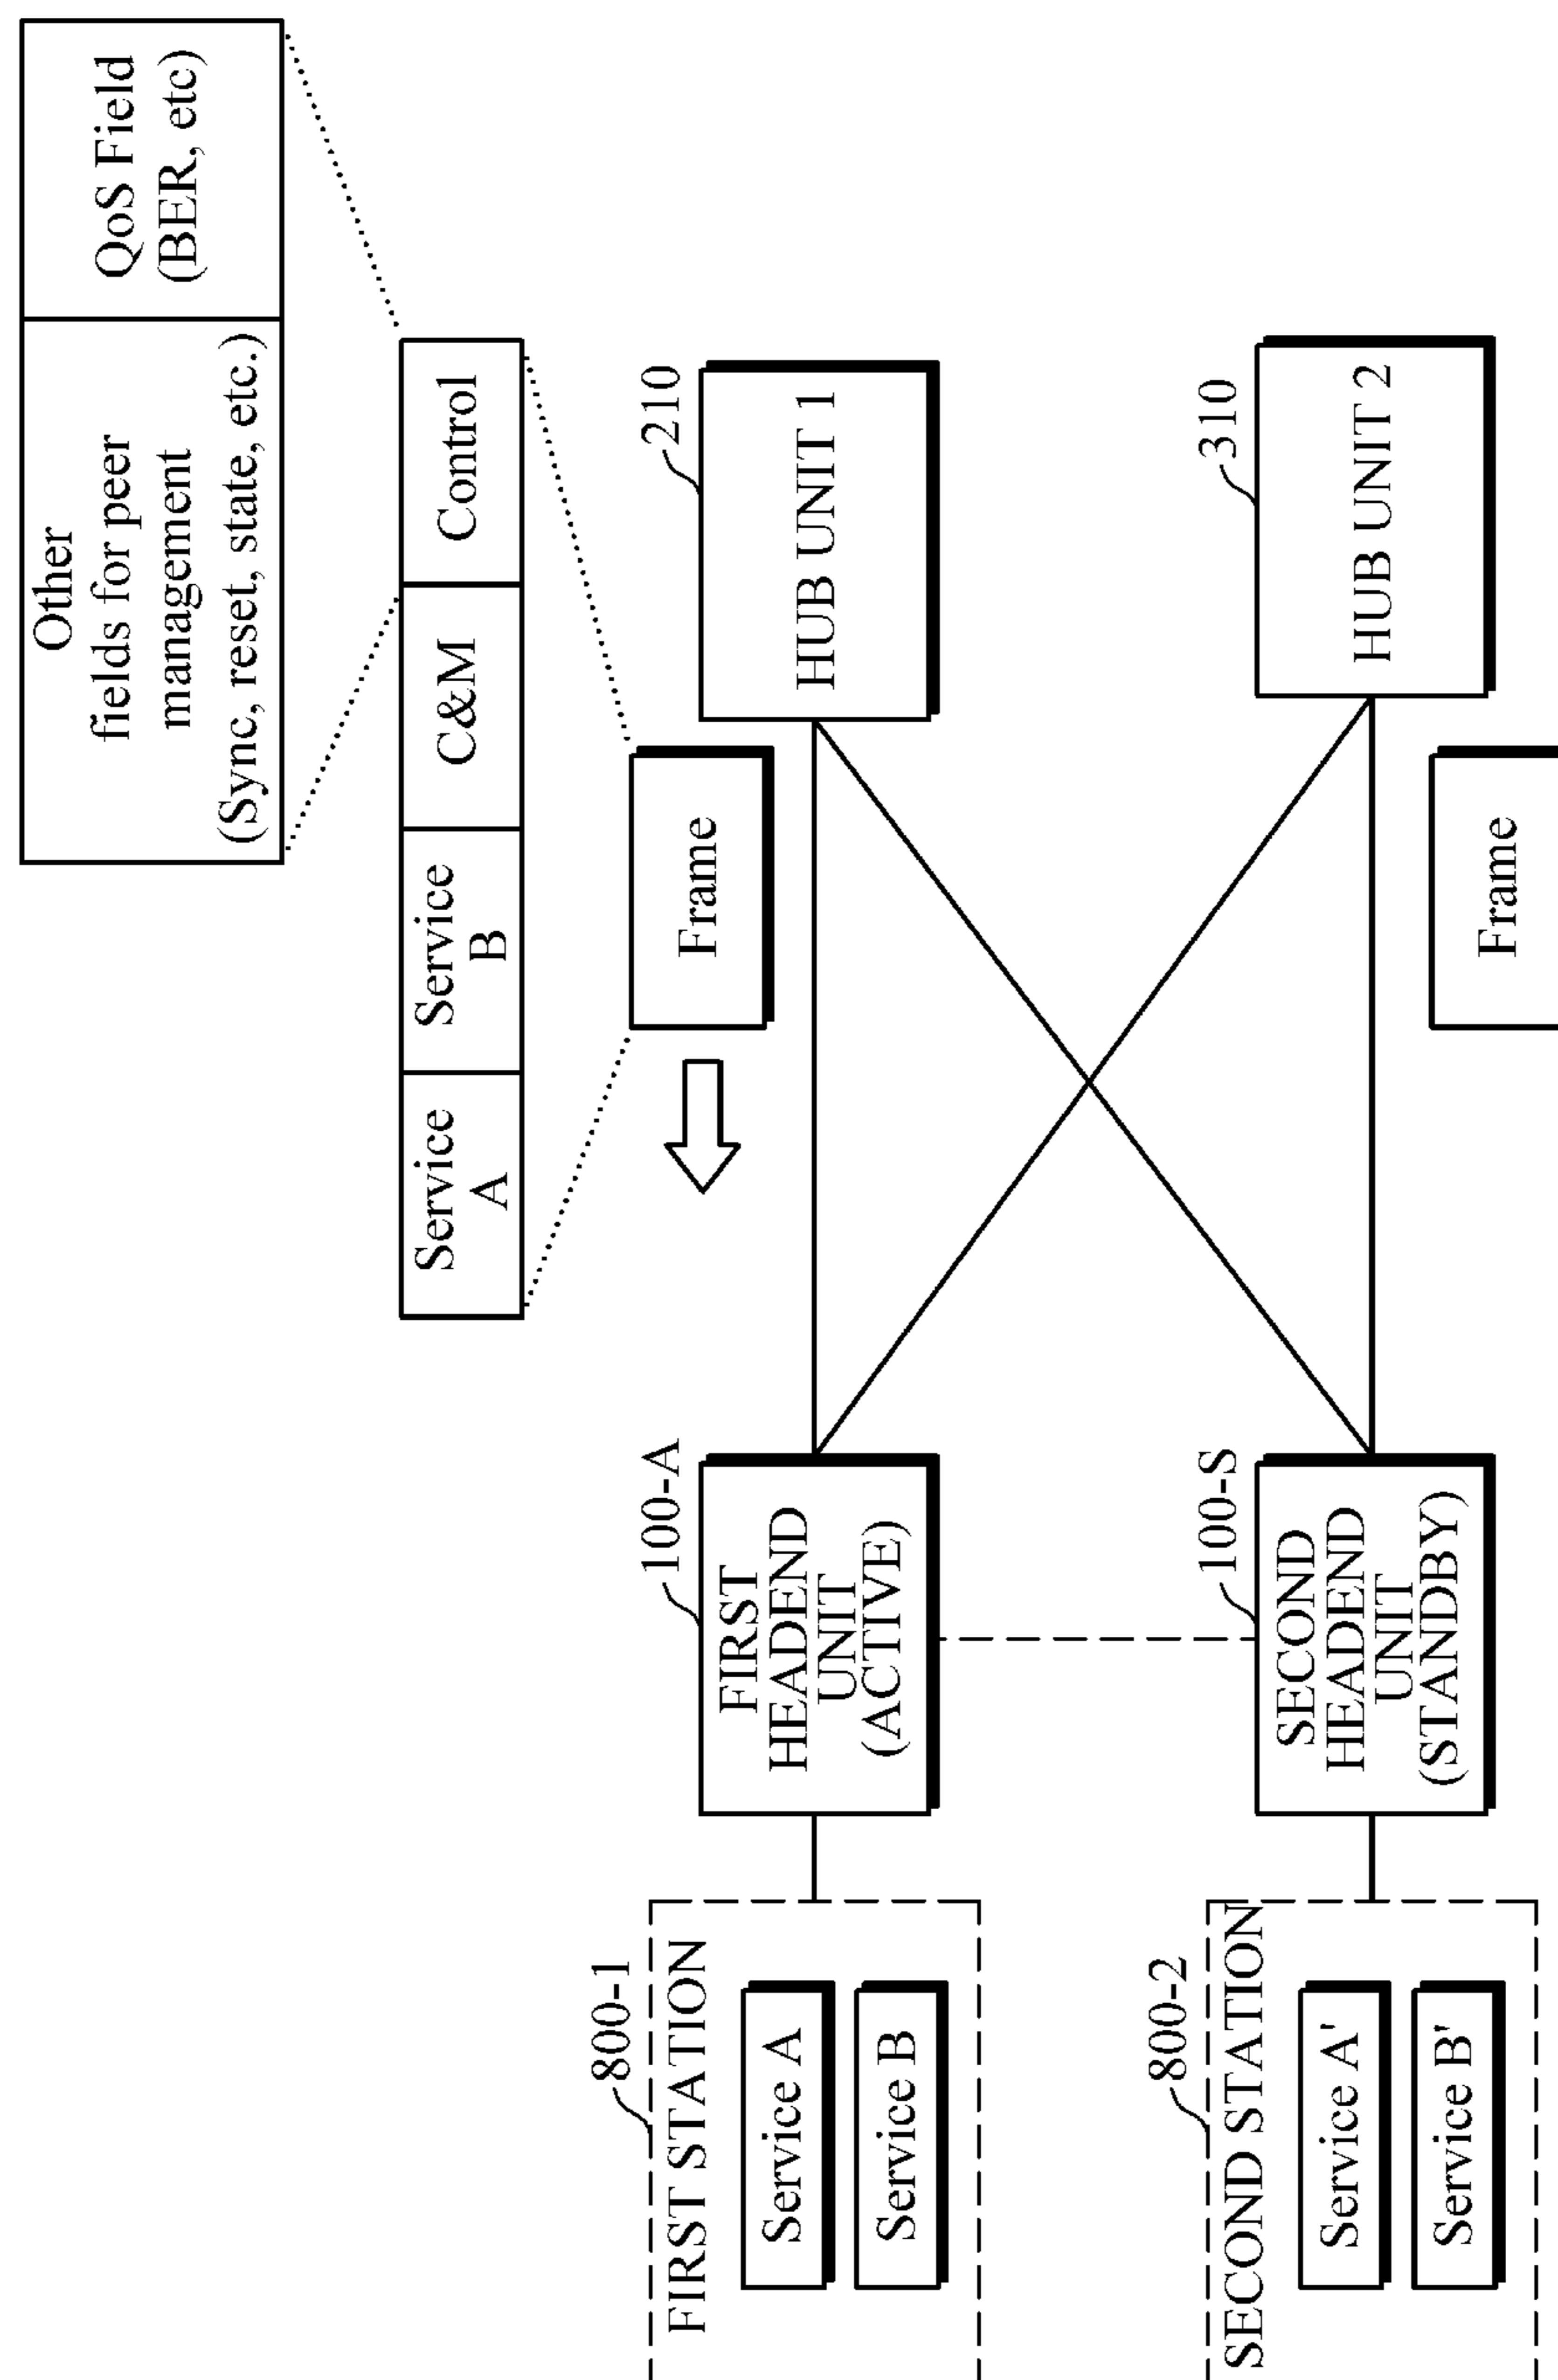 Other
fields for peer
management
(Sync, reset, state, etc.)
QoS Field
(BER, etc)
Service
A
Service
B
C&M
Control
Frame
800-1
FIRST STATION
Service A
Service B
100-A
FIRST
HEADEND
UNIT
(ACTIVE)
210
HUB UNIT 1
800-2
SECOND STATION
Service A'
Service B'
100-S
SECOND
HEADEND
UNIT
(STANDBY)
310
HUB UNIT 2
Frame